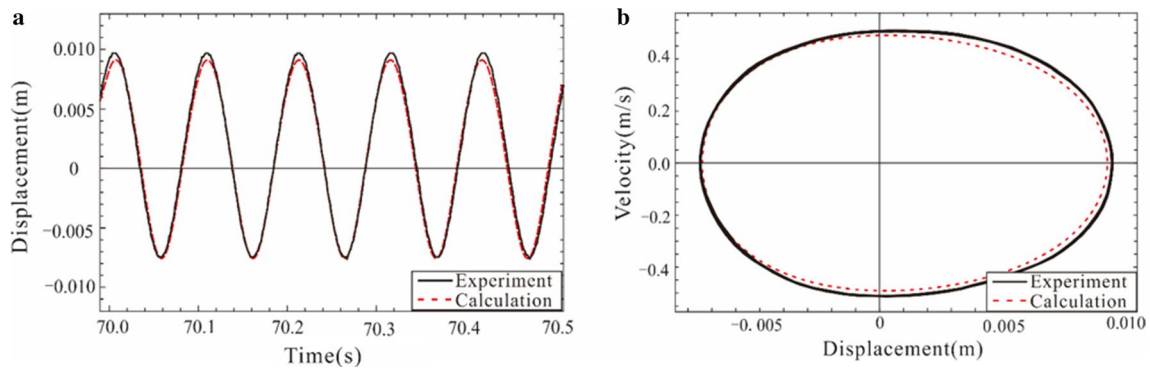 a
Displacement(m)
0.010
0.005
0
−0.005
−0.010
70.0 70.1 70.2 70.3 70.4 70.5
Time(s)
Experiment
Calculation
b
Velocity(m/s)
0.4
0.2
0.0
−0.2
−0.4
−0.005 0 0.005 0.010
Displacement(m)
Experiment
Calculation